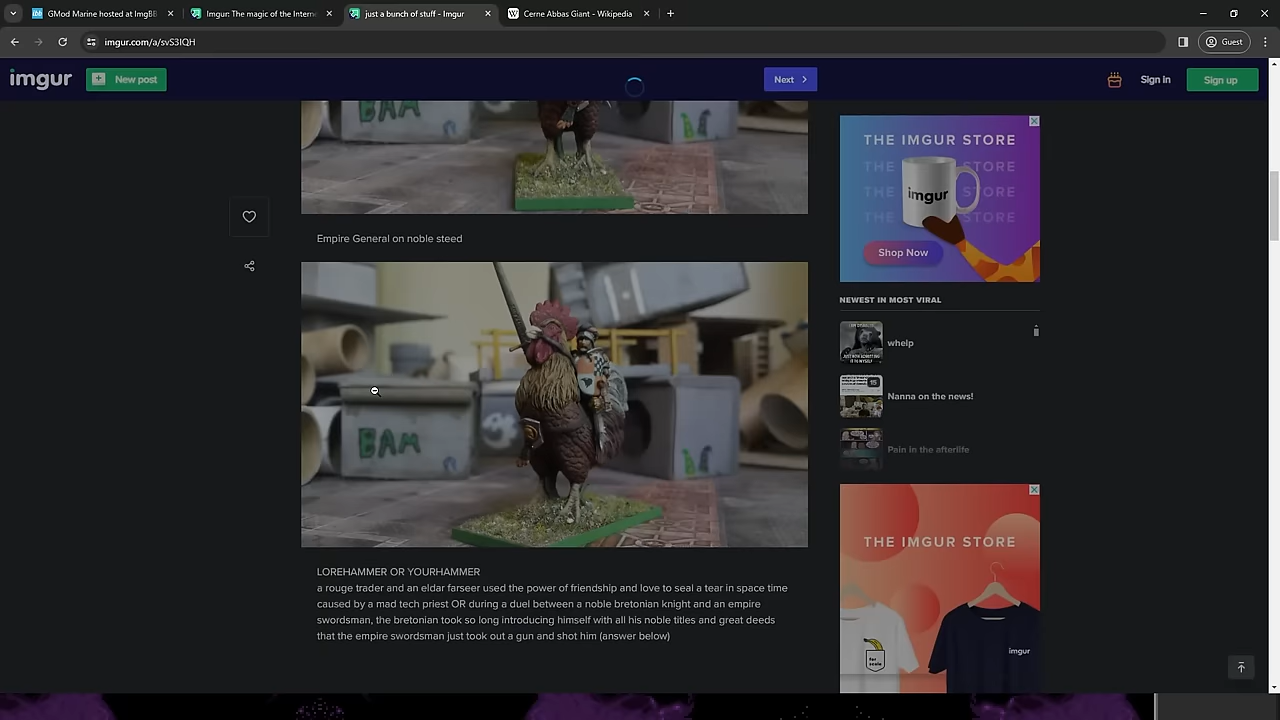 GMod Marine hosted at ImgBB
Imgur: The magic of the Intern
just a bunch of stuff - Imgur
Cerne Abbas Giant - Wikipedia
imgur.com/a/svS3IQH
Guest
imgur
New post
Next
Sign in
Sign up
BAM
Empire General on noble steed
BAM
LOREHAMMER OR YOURHAMMER
a rouge trader and an eldar farseer used the power of friendship and love to seal a tear in space time
caused by a mad tech priest OR during a duel between a noble bretonian knight and an empire
swordsman, the bretonian took so long introducing himself with all his noble titles and great deeds
that the empire swordsman just took out a gun and shot him (answer below)
THE IMGUR STORE
THE STORE
THE STORE
THE STORE
imgur
Shop Now
NEWEST IN MOST VIRAL
whelp
15
Nanna on the news!
Pain in the afterlife
THE IMGUR STORE
for
scale
imgur